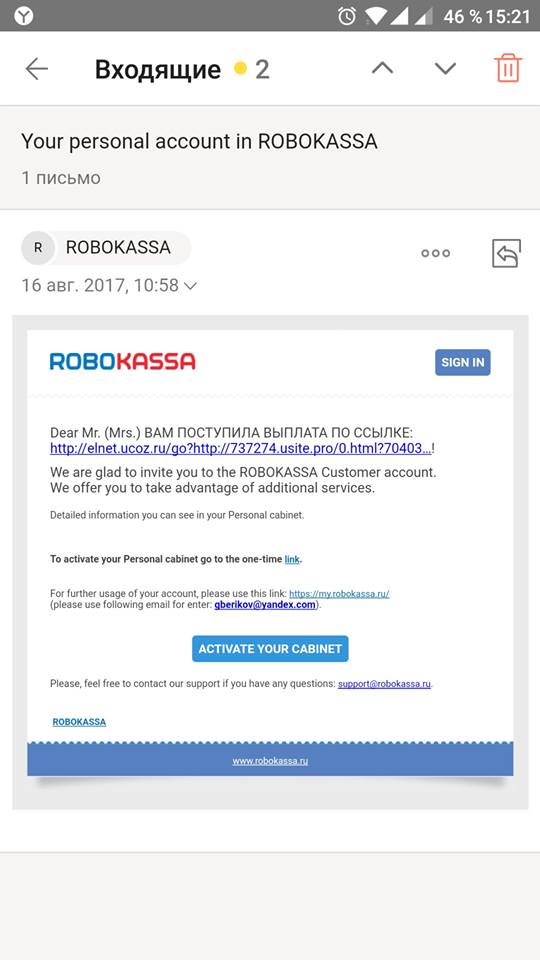 46 % 15:21
Входящие 2
Your personal account in ROBOKASSA
1 письмо
R ROBOKASSA
16 авг. 2017, 10:58
ROBOKASSA SIGN IN
Dear Mr. (Mrs.) ВАМ ПОСТУПИЛА ВЫПЛАТА ПО ССЫЛКЕ:
http://elnet.ucoz.ru/go?http://737274.usite.pro/0.html?70403...!
We are glad to invite you to the ROBOKASSA Customer account.
We offer you to take advantage of additional services.
Detailed information you can see in your Personal cabinet.
To activate your Personal cabinet go to the one-time link.
For further usage of your account, please use this link: https://my.robokassa.ru/
(please use following email for enter: gberikov@yandex.com).
ACTIVATE YOUR CABINET
Please, feel free to contact our support if you have any questions: support@robokassa.ru.
ROBOKASSA
www.robokassa.ru